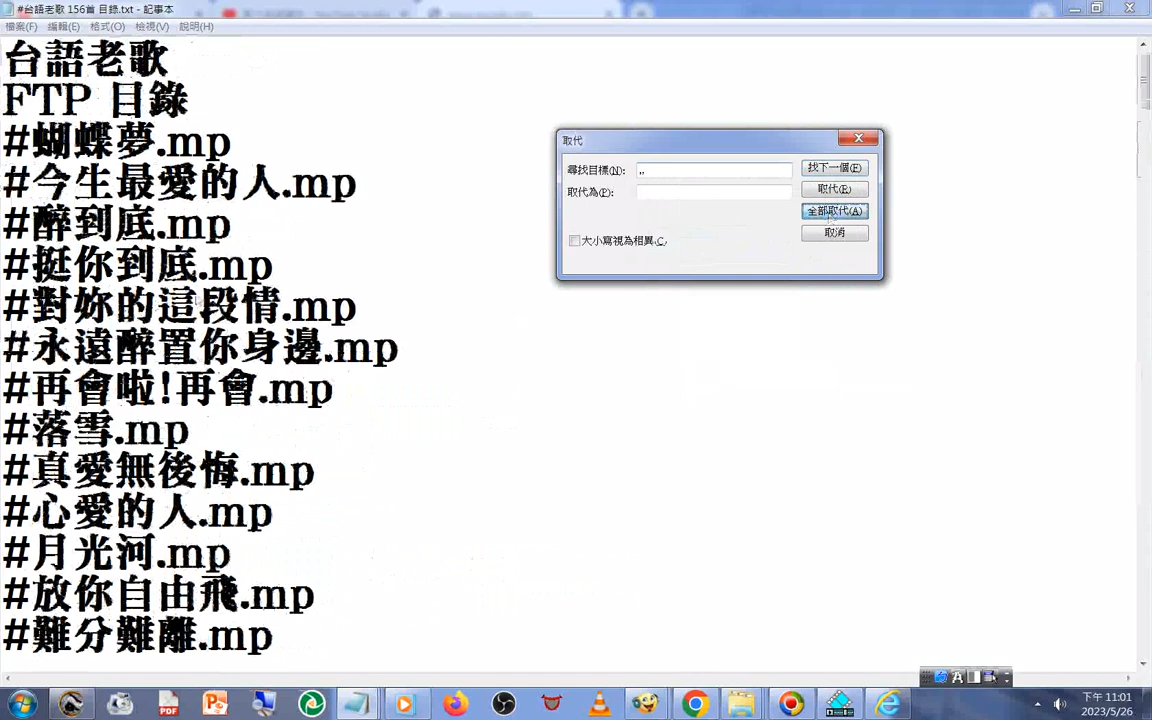 #台語老歌 156首 目錄.txt - 記事本
檔案(F) 編輯(E) 格式(O) 檢視(V) 說明(H)
台語老歌
FTP 目錄
#蝴蝶夢.mp
#今生最愛的人.mp
#醉到底.mp
#挺你到底.mp
#對妳的這段情.mp
#永遠醉置你身邊.mp
#再會啦!再會.mp
#落雪.mp
#真愛無後悔.mp
#心愛的人.mp
#月光河.mp
#放你自由飛.mp
#難分難離.mp
取代
尋找目標(N): ,, 找下一個(F)
取代為(P): 取代(R)
全部取代(A)
取消
大小寫視為相異(C)
PDF
A
下午 11:01
2023/5/26